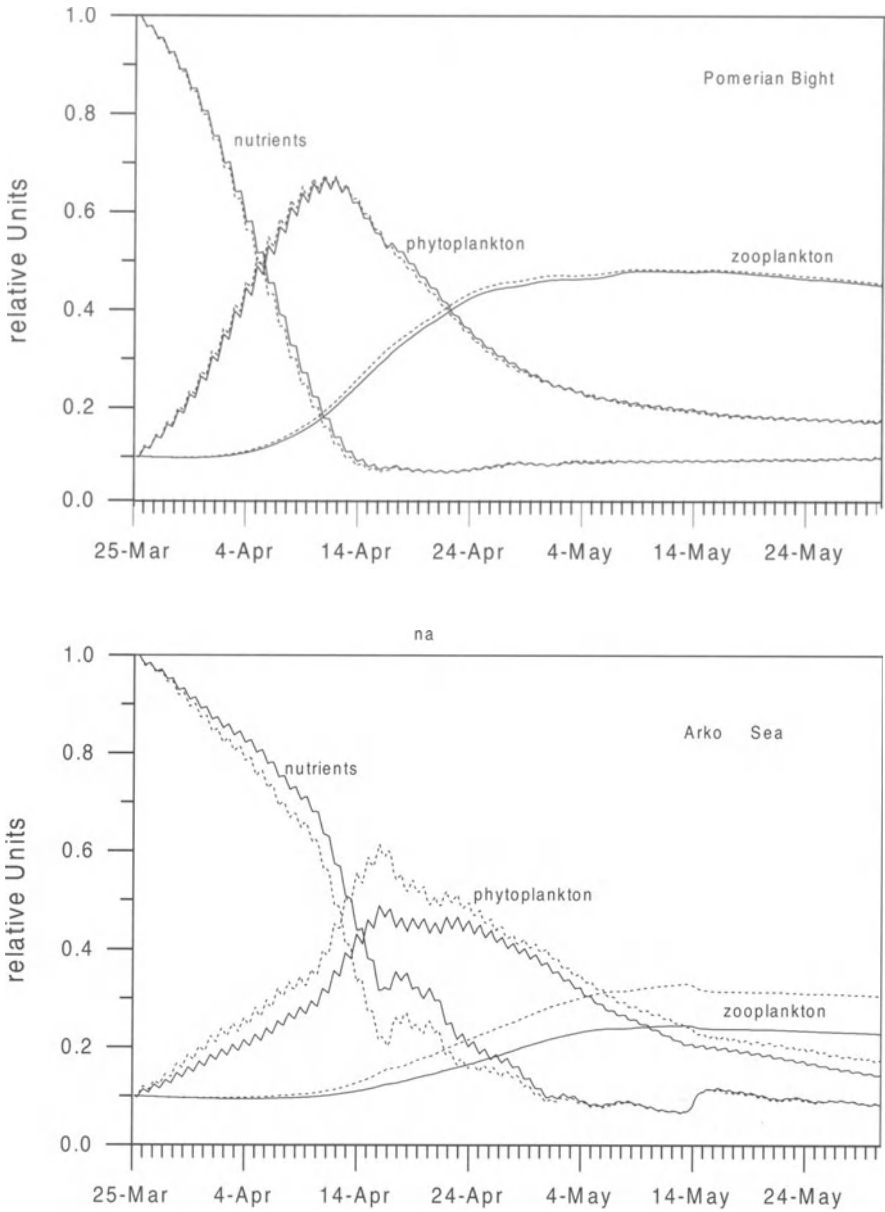 1.0
Pomerian Bight
0.8
nutrients
0.6
phytoplankton
zooplankton
relative Units
0.4
0.2
0.0
25-Mar 4-Apr 14-Apr 24-Apr 4-May 14-May 24-May
na
1.0
Arko Sea
0.8
nutrients
0.6
phytoplankton
relative Units
0.4
zooplankton
0.2
0.0
25-Mar 4-Apr 14-Apr 24-Apr 4-May 14-May 24-May